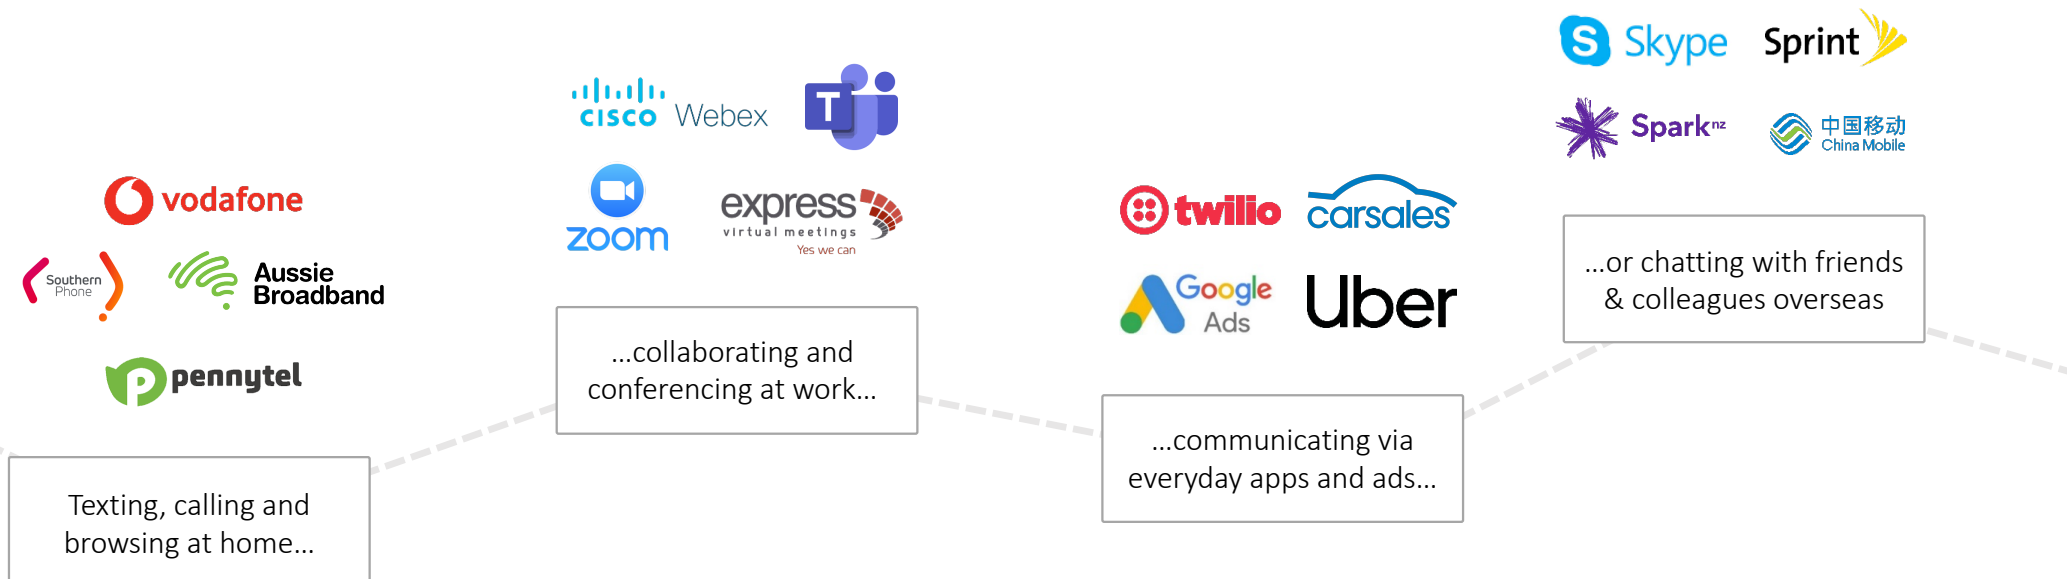 vodafone
Southern
Phone
Aussie
Broadband
pennytel
Texting, calling and
browsing at home...
CISCO Webex
T
zoom
express
virtual meetings
Yes we can
...collaborating and
conferencing at work...
twilio
carsales
Google
Ads
Uber
...communicating via
everyday apps and ads...
S Skype
Sprint
Spark nz
中国移动
China Mobile
...or chatting with friends
& colleagues overseas